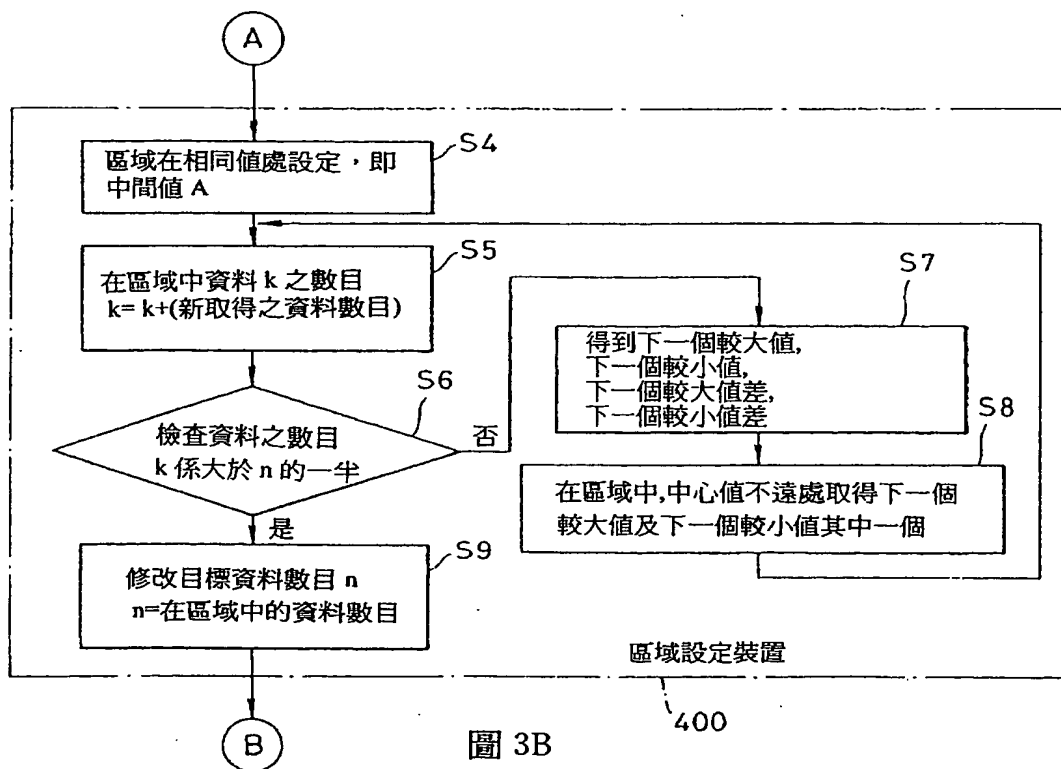 A
S4
區域在相同值處設定，即
中間值 A
S5
在區域中資料 k 之數目
k= k+(新取得之資料數目)
S6
檢查資料之數目
k 係大於 n 的一半
否
是
S7
得到下一個較大值,
下一個較小值,
下一個較大值差,
下一個較小值差
S8
在區域中,中心值不遠處取得下一個
較大值及下一個較小值其中一個
S9
修改目標資料數目 n
n=在區域中的資料數目
區域設定裝置
400
B
圖 3B